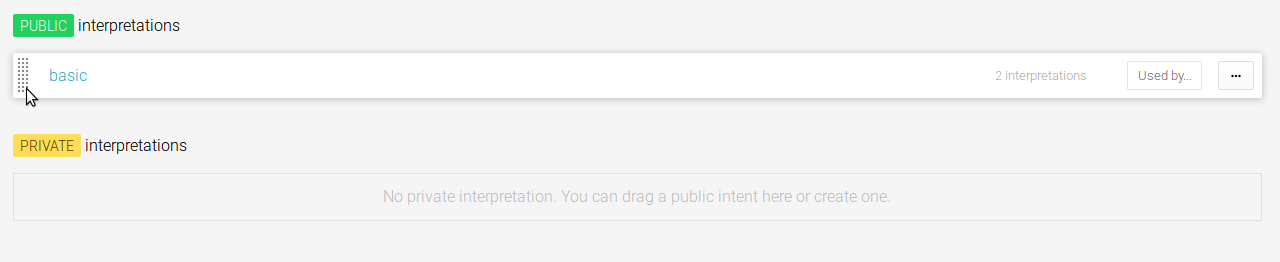 PUBLIC interpretations
basic 2 interpretations Used by... ...
PRIVATE interpretations
No private interpretation. You can drag a public intent here or create one.